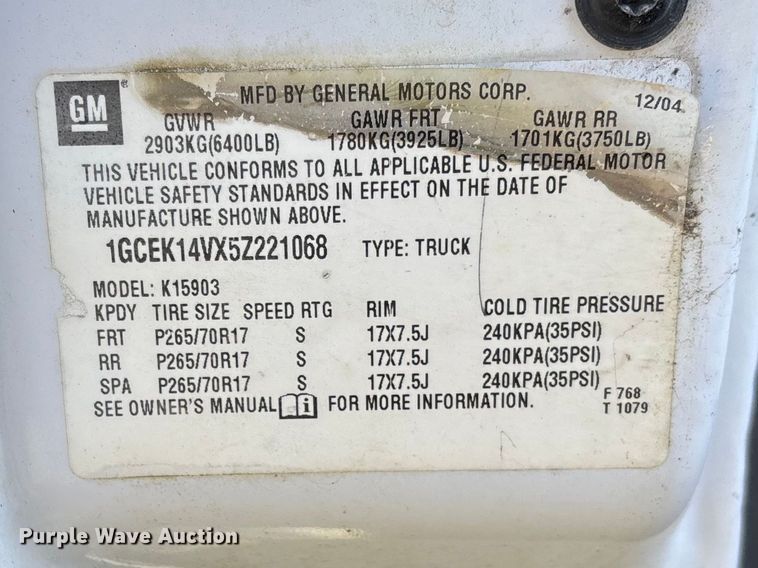 GM
MFD BY GENERAL MOTORS CORP. 12/04
GVWR GAWR FRT GAWR RR
2903KG(6400LB) 1780KG(3925LB) 1701KG(3750LB)
THIS VEHICLE CONFORMS TO ALL APPLICABLE U.S. FEDERAL MOTOR
VEHICLE SAFETY STANDARDS IN EFFECT ON THE DATE OF
MANUFACTURE SHOWN ABOVE.
1GCEK14VX5Z221068 TYPE: TRUCK
MODEL: K15903
KPDY TIRE SIZE SPEED RTG RIM COLD TIRE PRESSURE
FRT P265/70R17 S 17X7.5J 240KPA(35PSI)
RR P265/70R17 S 17X7.5J 240KPA(35PSI)
SPA P265/70R17 S 17X7.5J 240KPA(35PSI)
SEE OWNER'S MANUAL i FOR MORE INFORMATION.
F 768
T 1079
Purple Wave Auction